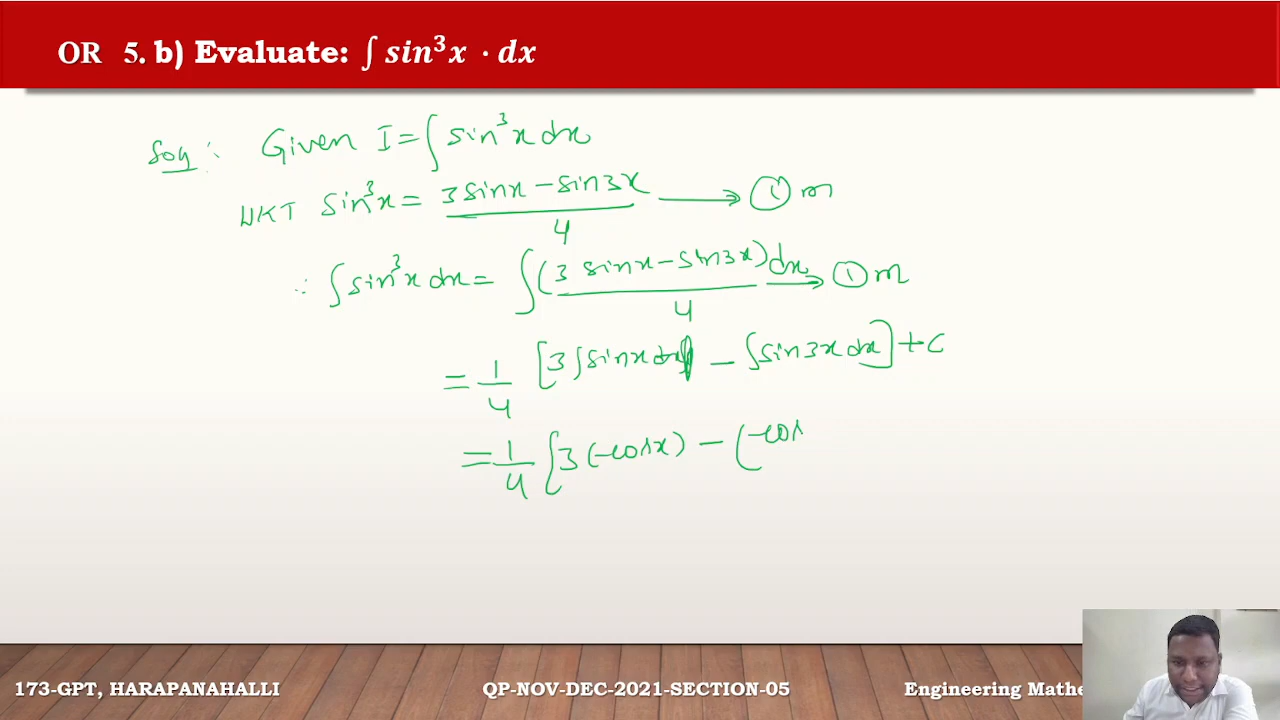 OR 5. b) Evaluate: ∫ sin³x · dx
Soln: Given I = ∫ sin³x dx
WKT sin³x = (3 sinx − sin3x)/4 → ① m
∴ ∫ sin³x dx = ∫ (3 sinx − sin3x)/4 dx → ① m
= 1/4 [3 ∫ sinx dx − ∫ sin3x dx] + c
= 1/4 [3 (−cosx) − (−cos
173-GPT, HARAPANAHALLI
QP-NOV-DEC-2021-SECTION-05
Engineering Mathe